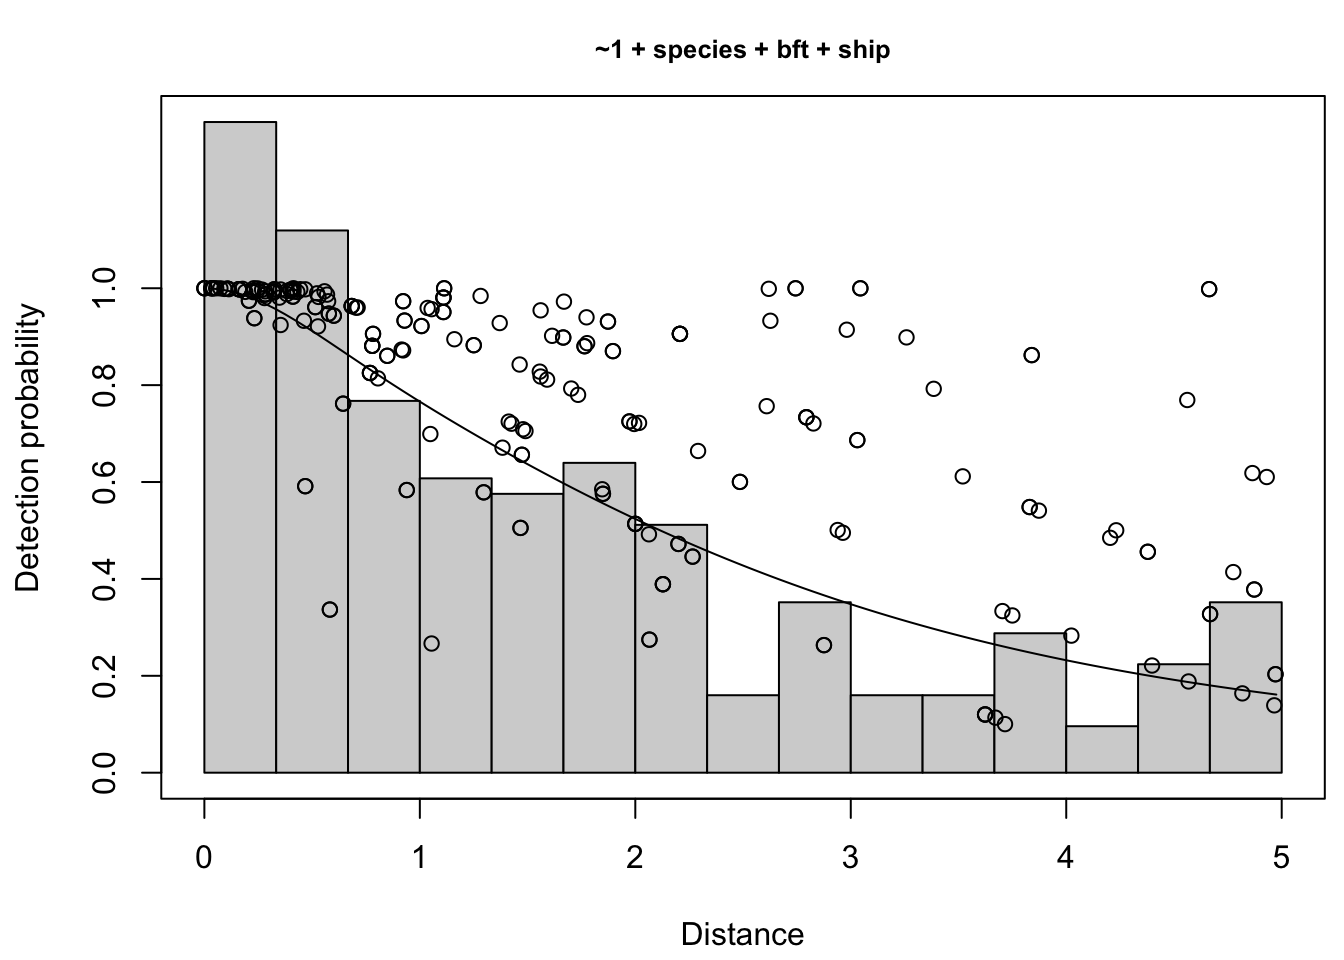 ~1 + species + bft + ship
Detection probability
1.0
0.8
0.6
0.4
0.2
0.0
0 1 2 3 4 5
Distance